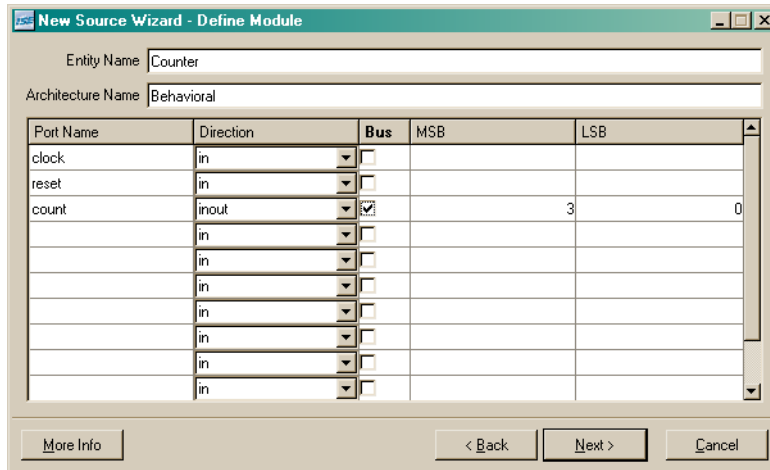 ISE New Source Wizard - Define Module
Entity Name Counter
Architecture Name Behavioral
Port Name Direction Bus MSB LSB
clock in
reset in
count inout 3 0
in
in
in
in
in
in
in
More Info < Back Next > Cancel